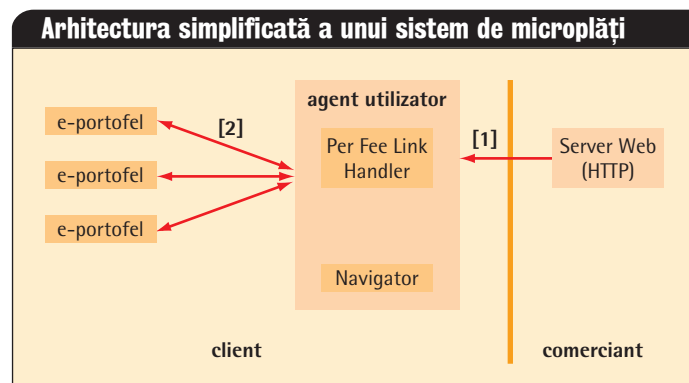 Arhitectura simplificată a unui sistem de microplăți
agent utilizator
e-portofel
[2]
e-portofel
e-portofel
Per Fee Link
Handler
[1]
Server Web
(HTTP)
Navigator
client
comerciant